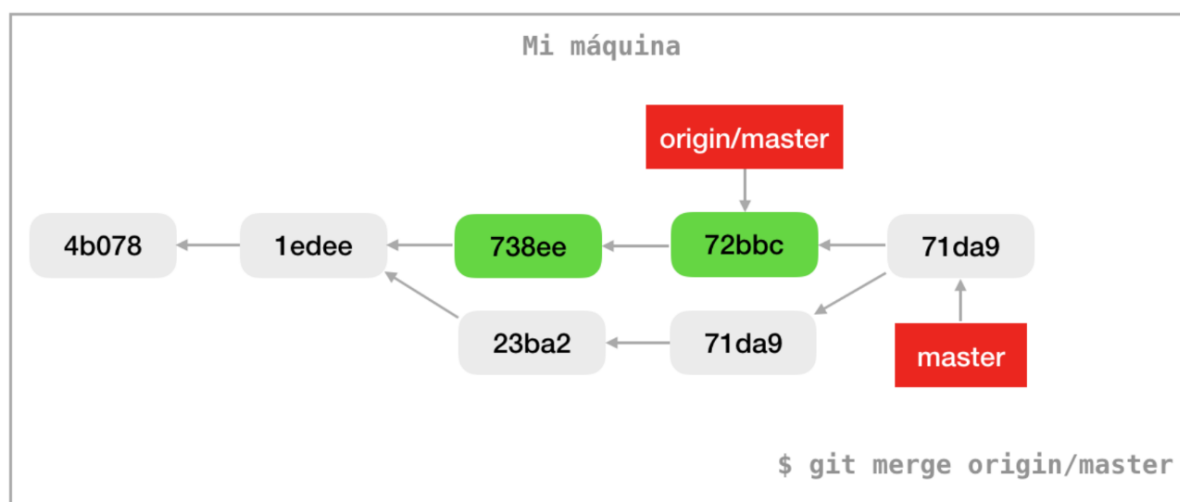 Mi máquina
origin/master
4b078
1edee
738ee
72bbc
71da9
23ba2
71da9
master
$ git merge origin/master